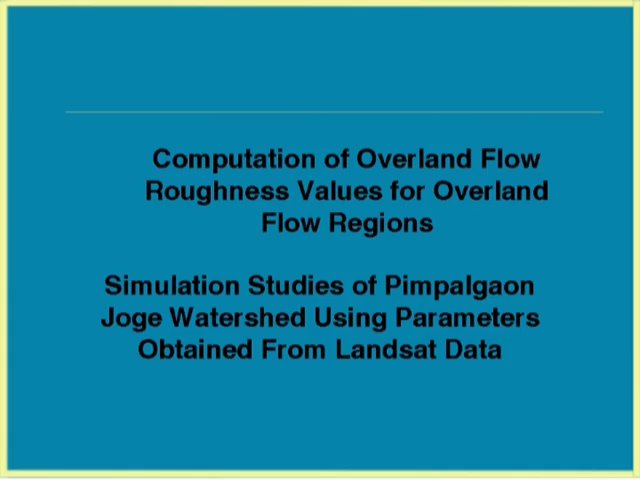 Computation of Overland Flow
Roughness Values for Overland
Flow Regions
Simulation Studies of Pimpalgaon
Joge Watershed Using Parameters
Obtained From Landsat Data